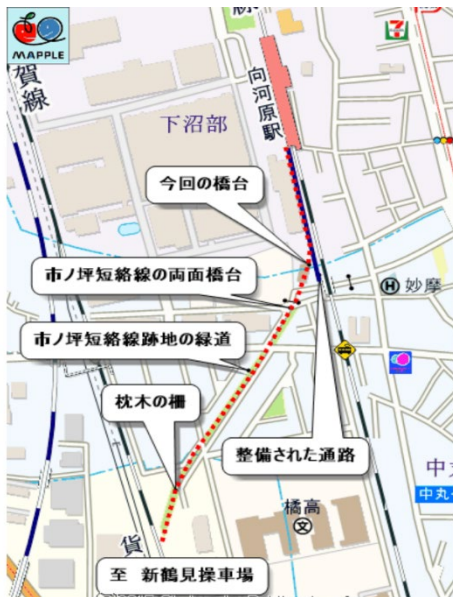 MAPPLE
賀線
向河原駅
下沼部
今回の橋台
市ノ坪短絡線の両面橋台
妙摩
市ノ坪短絡線跡地の緑道
枕木の柵
整備された通路
中丸
橘高
文
貨
至 新鶴見操車場